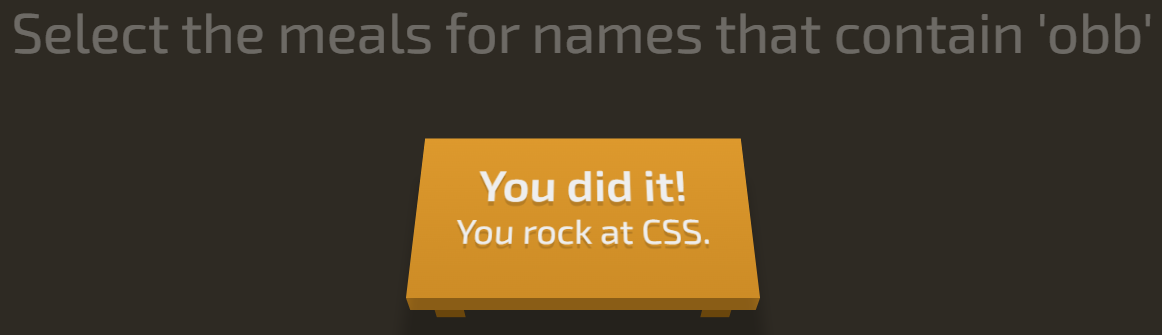 Select the meals for names that contain 'obb'
You did it!
You rock at CSS.